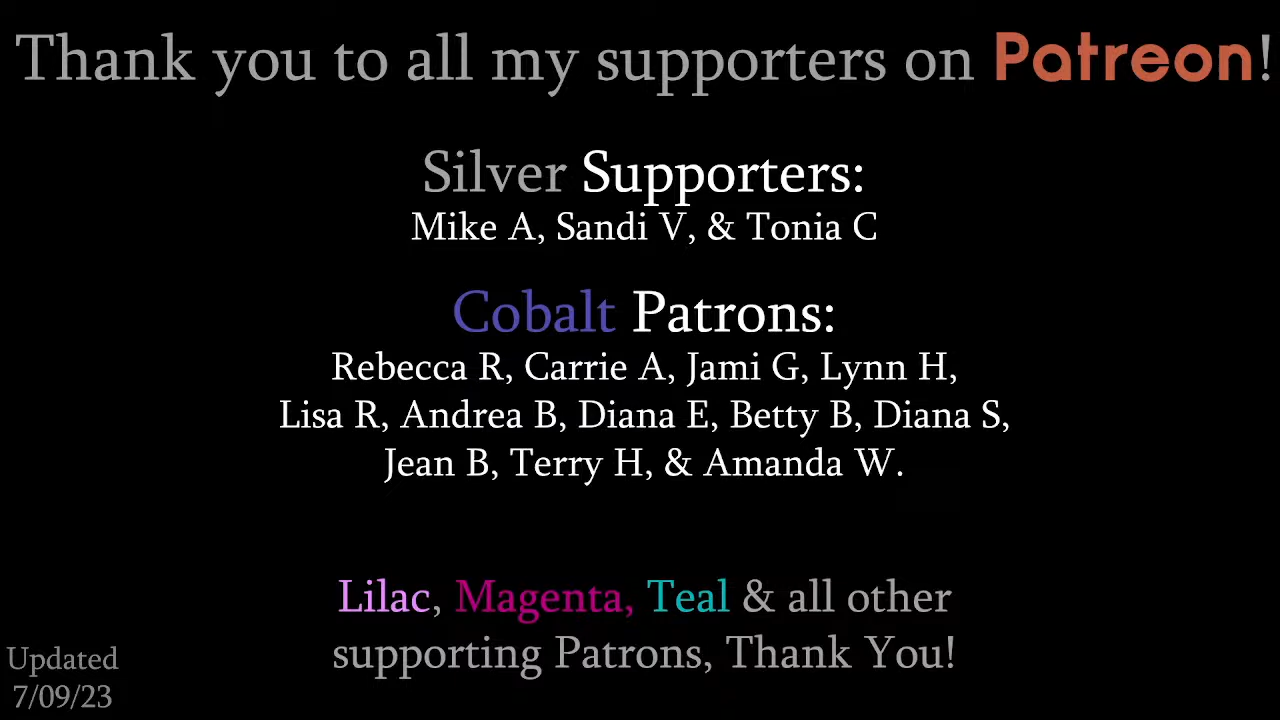 Thank you to all my supporters on Patreon!
Silver Supporters:
Mike A, Sandi V, & Tonia C
Cobalt Patrons:
Rebecca R, Carrie A, Jami G, Lynn H,
Lisa R, Andrea B, Diana E, Betty B, Diana S,
Jean B, Terry H, & Amanda W.
Lilac, Magenta, Teal & all other
supporting Patrons, Thank You!
Updated
7/09/23